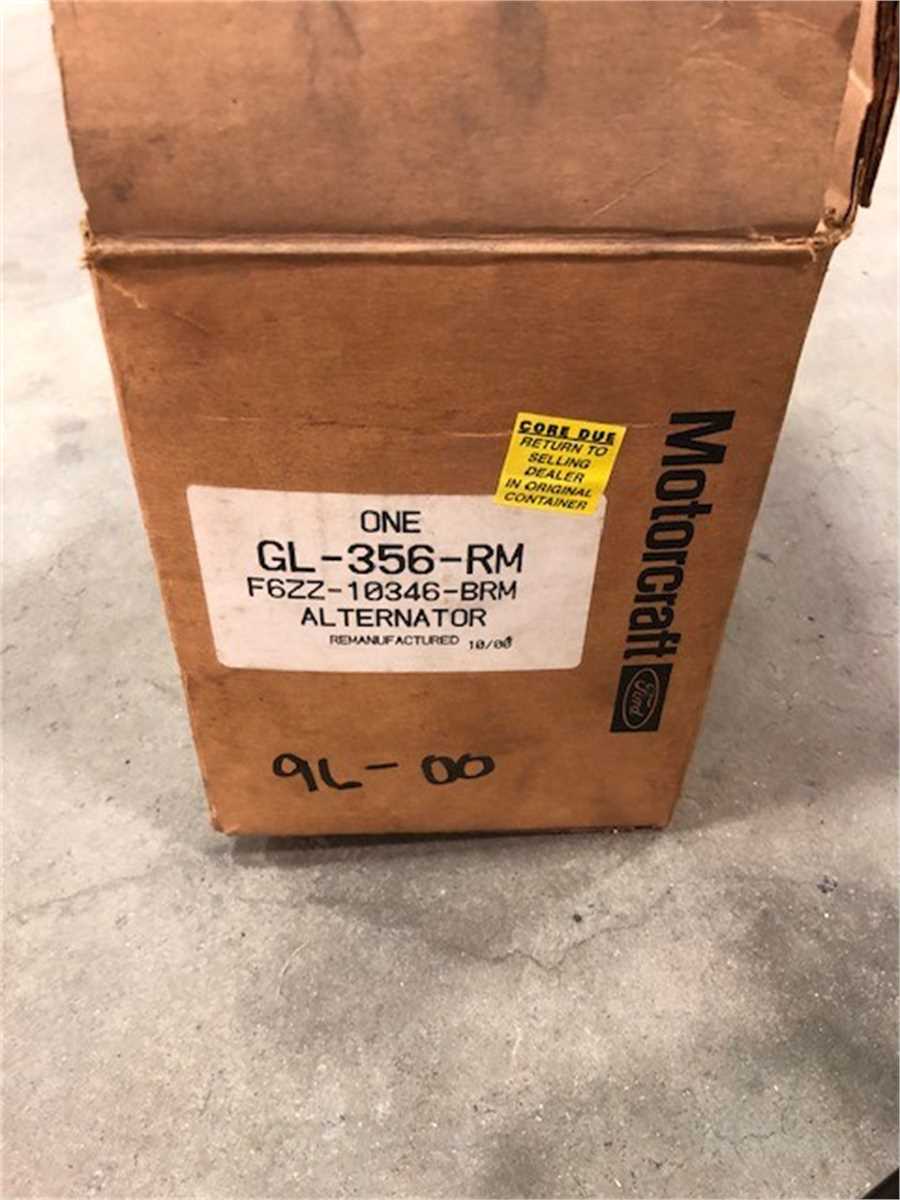 CORE DUE
RETURN TO
SELLING
DEALER
IN ORIGINAL
CONTAINER
ONE
GL-356-RM
F6ZZ-10346-BRM
ALTERNATOR
REMANUFACTURED
Motorcraft
Ford
9L-00